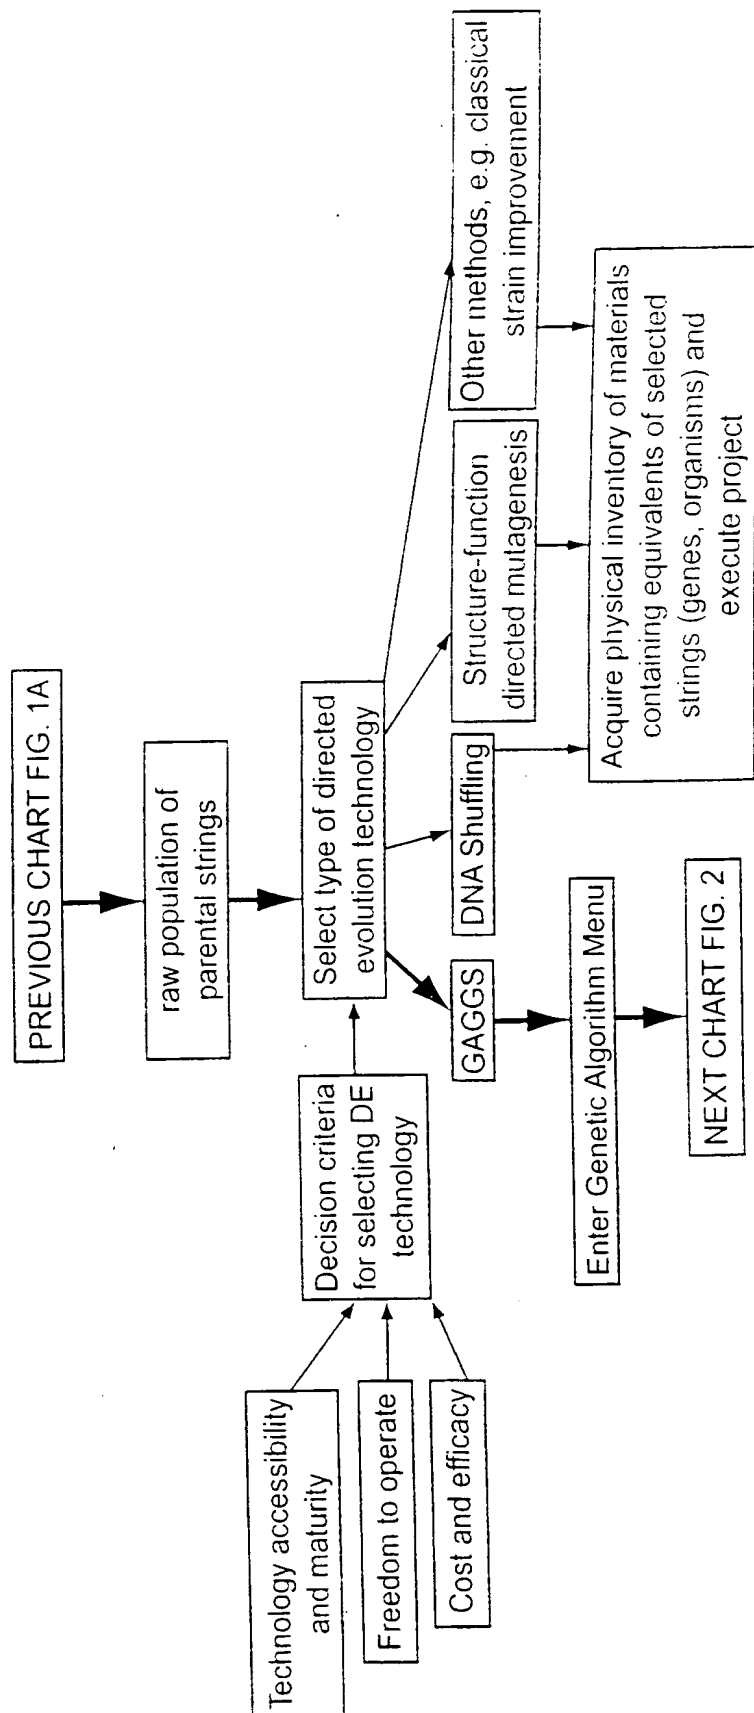 PREVIOUS CHART FIG. 1A
raw population of
parental strings
Technology accessibility
and maturity
Freedom to operate
Cost and efficacy
Decision criteria
for selecting DE
technology
Select type of directed
evolution technology
GAGGS
DNA Shuffling
Structure-function
directed mutagenesis
Other methods, e.g. classical
strain improvement
Enter Genetic Algorithm Menu
Acquire physical inventory of materials
containing equivalents of selected
strings (genes, organisms) and
execute project
NEXT CHART FIG. 2